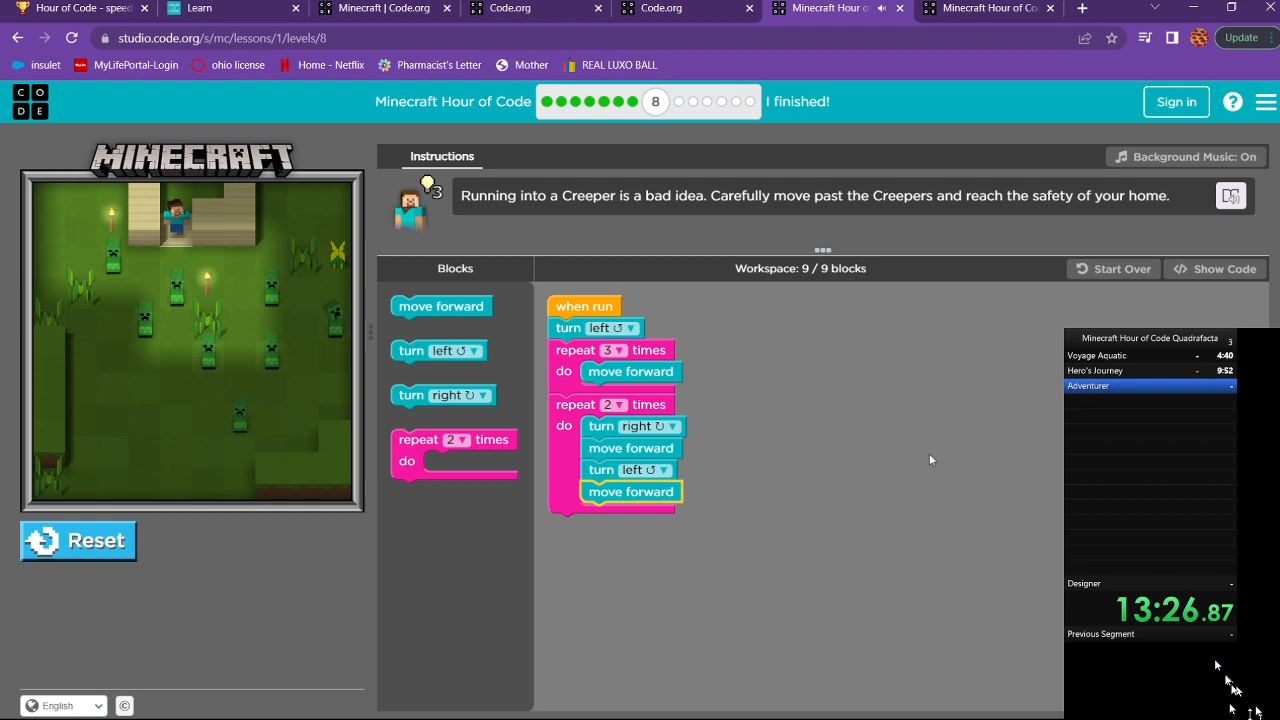 Hour of Code - speed
Learn
Minecraft | Code.org
Code.org
Code.org
Minecraft Hour of
Minecraft Hour of Co
studio.code.org/s/mc/lessons/1/levels/8
Update
insulet
MyLifePortal-Login
ohio license
Home - Netflix
Pharmacist's Letter
Mother
REAL LUXO BALL
C O
D E
Minecraft Hour of Code
8
I finished!
Sign in
?
MINECRAFT
Instructions
Background Music: On
3
Running into a Creeper is a bad idea. Carefully move past the Creepers and reach the safety of your home.
Blocks
Workspace: 9 / 9 blocks
Start Over
</> Show Code
move forward
turn left
turn right
repeat 2 times
do
when run
turn left
repeat 3 times
do move forward
repeat 2 times
do turn right
move forward
turn left
move forward
Reset
English
©
Minecraft Hour of Code Quadrafacta 3
Voyage Aquatic - 4:40
Hero's Journey - 9:52
Adventurer -
Designer -
13:26.87
Previous Segment -